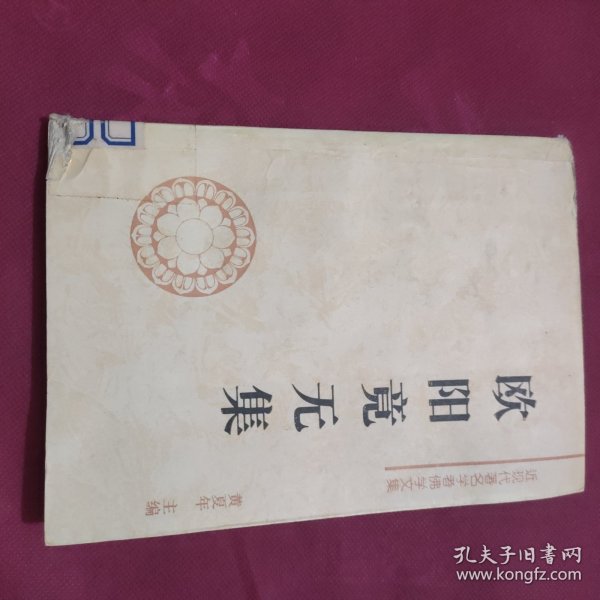 近现代著名学者佛学文集
欧阳竟无集
黄夏年 主编
孔夫子旧书网
www.kongfz.com